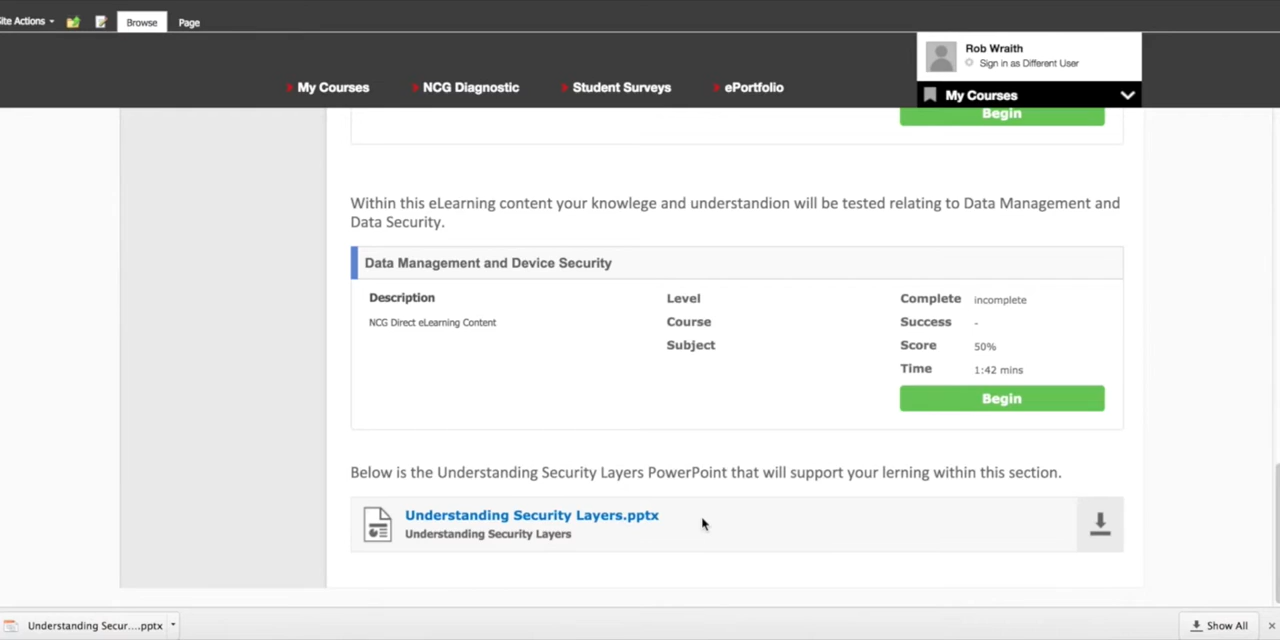 Site Actions
Browse
Page
Rob Wraith
Sign in as Different User
My Courses
NCG Diagnostic
Student Surveys
ePortfolio
My Courses
Begin
Within this eLearning content your knowlege and understandion will be tested relating to Data Management and
Data Security.
Data Management and Device Security
Description
Level
Complete incomplete
NCG Direct eLearning Content
Course
Success -
Subject
Score 50%
Time 1:42 mins
Begin
Below is the Understanding Security Layers PowerPoint that will support your lerning within this section.
Understanding Security Layers.pptx
Understanding Security Layers
Understanding Secur....pptx
Show All